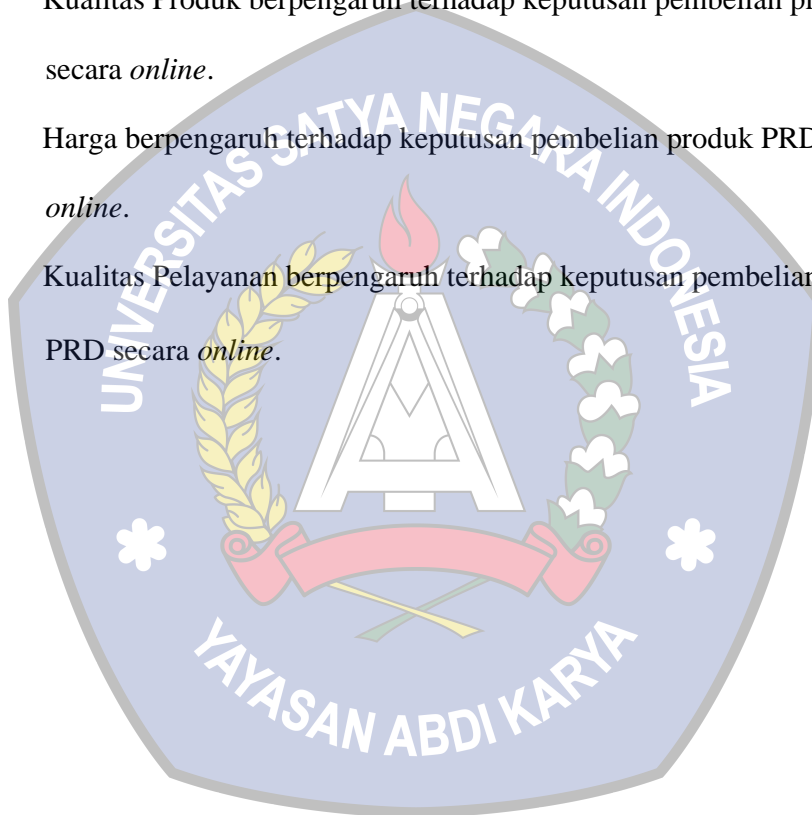 Kualitas Produk berpengaruh terhadap keputusan pembelian
secara online.
Harga berpengaruh terhadap keputusan pembelian produk PRD
online.
Kualitas Pelayanan berpengaruh terhadap keputusan pembelian
PRD secara online.
UNIVERSITAS SATYA NEGARA INDONESIA
YAYASAN ABDI KARYA